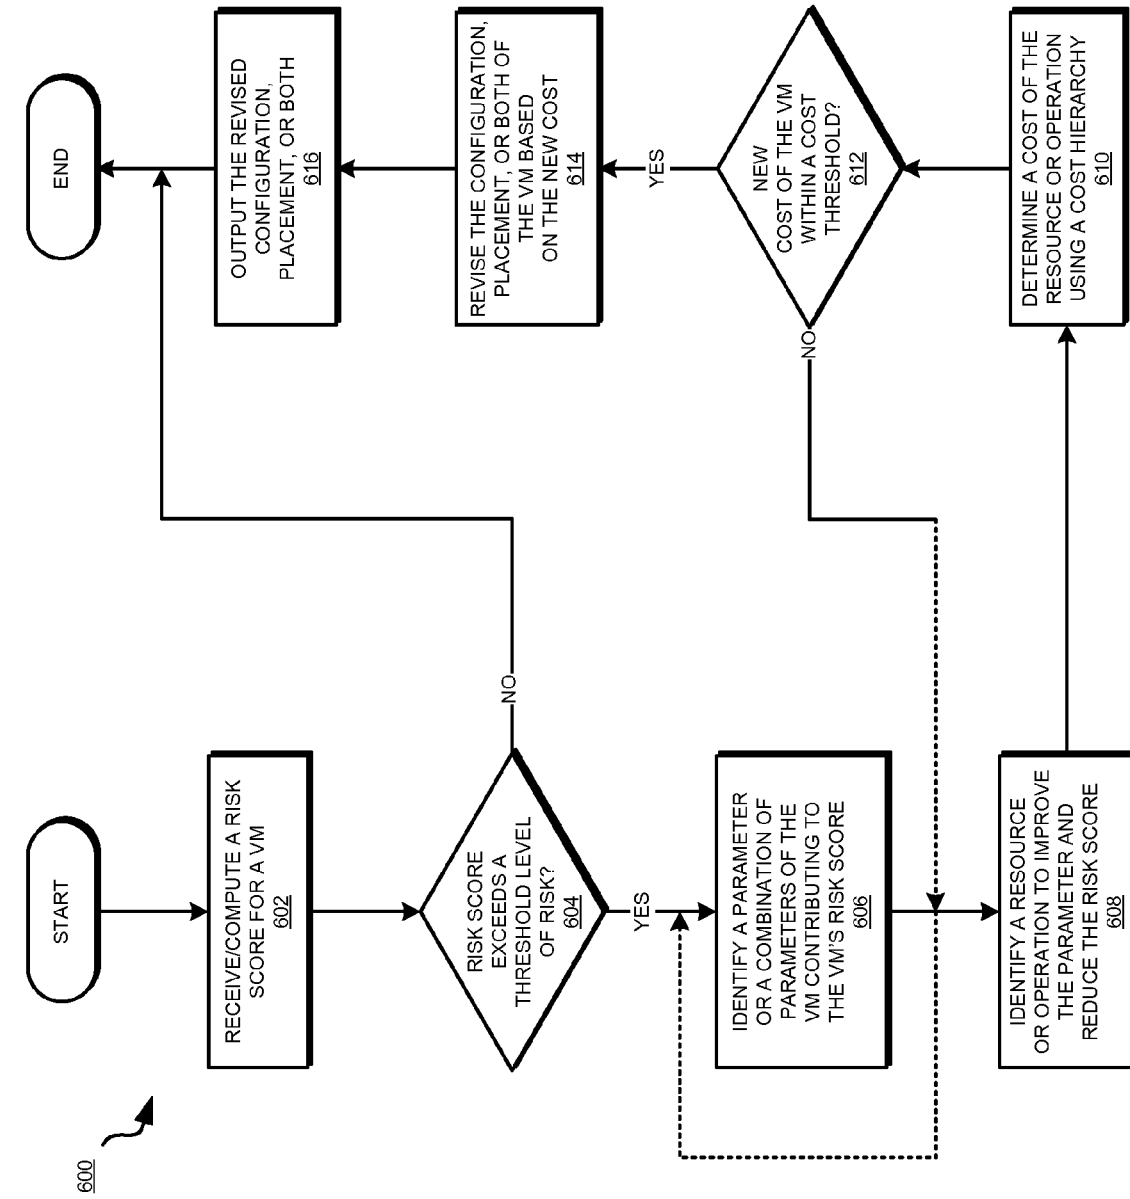 600
START
RECEIVE/COMPUTE A RISK
SCORE FOR A VM
602
RISK SCORE
EXCEEDS A
THRESHOLD LEVEL
OF RISK?
604
NO
YES
IDENTIFY A PARAMETER
OR A COMBINATION OF
PARAMETERS OF THE
VM CONTRIBUTING TO
THE VM'S RISK SCORE
606
IDENTIFY A RESOURCE
OR OPERATION TO IMPROVE
THE PARAMETER AND
REDUCE THE RISK SCORE
608
DETERMINE A COST OF THE
RESOURCE OR OPERATION
USING A COST HIERARCHY
610
NEW
COST OF THE VM
WITHIN A COST
THRESHOLD?
612
NO
YES
REVISE THE CONFIGURATION,
PLACEMENT, OR BOTH OF
THE VM BASED
ON THE NEW COST
614
OUTPUT THE REVISED
CONFIGURATION,
PLACEMENT, OR BOTH
616
END